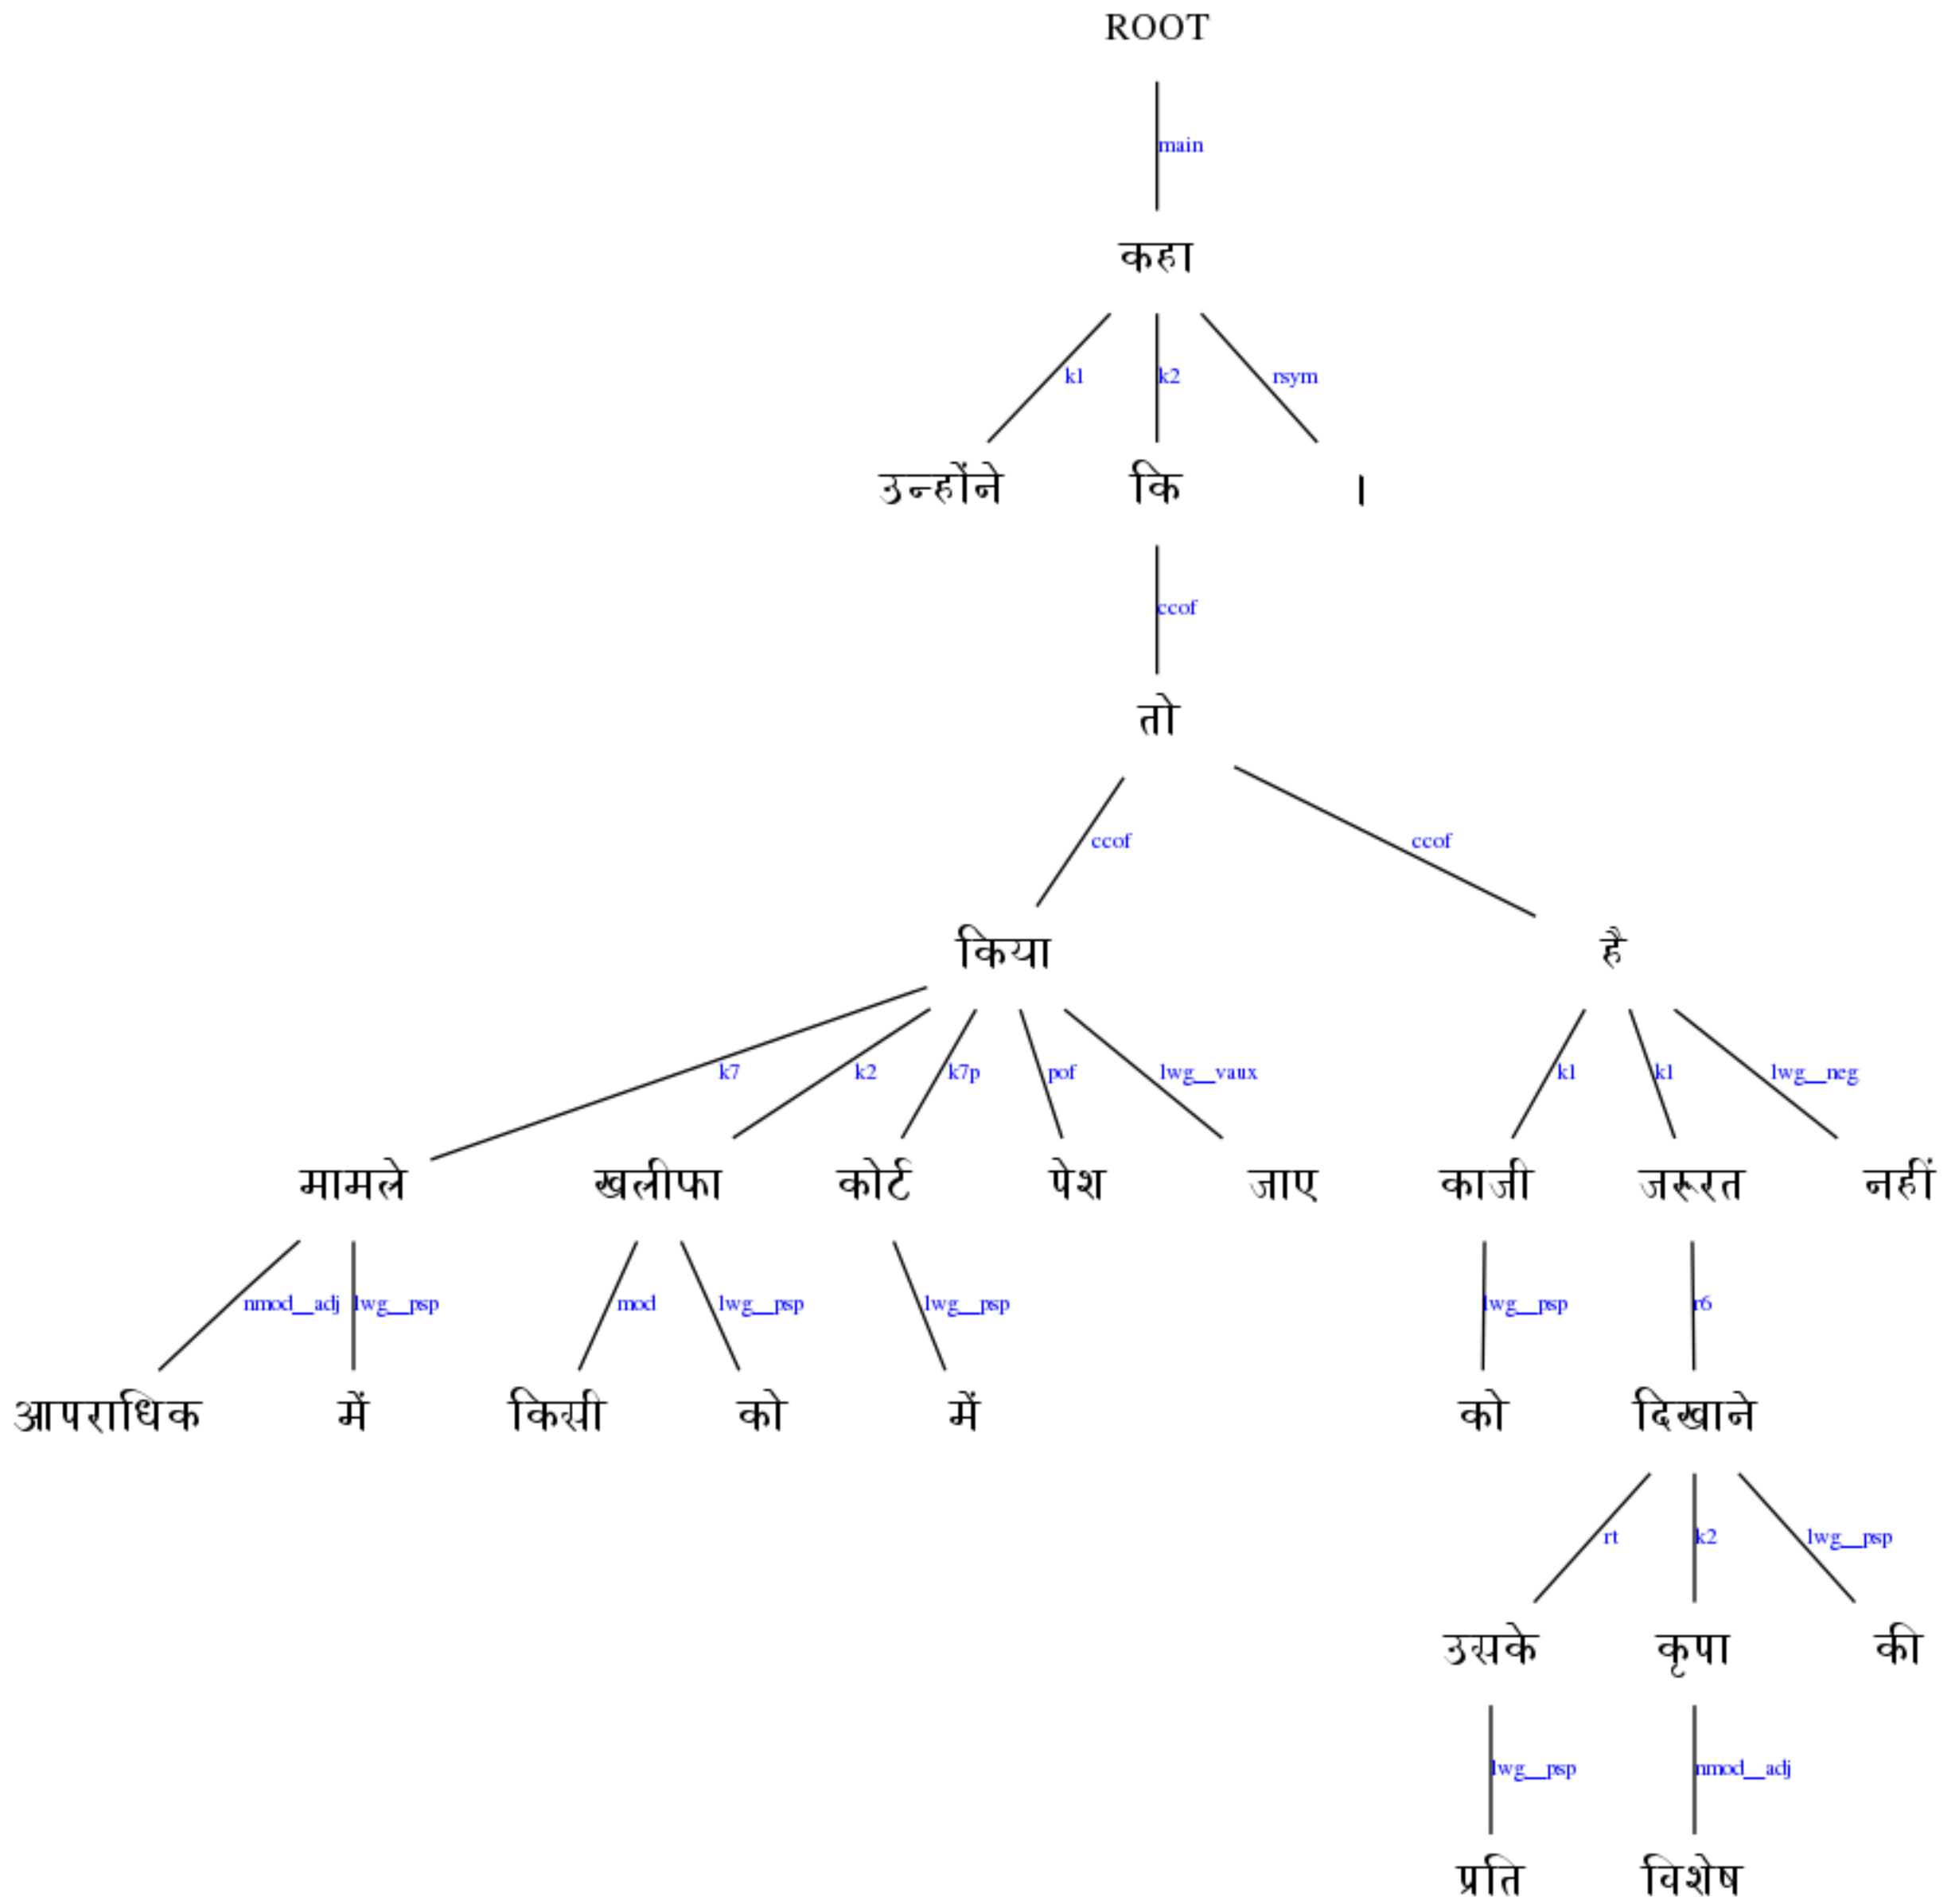 ROOT
main
कहा
k1 k2 rsym
उन्होंने कि ।
ccof
तो
ccof ccof
किया है
k7 k2 k7p pof lwg__vaux k1 k1 lwg__neg
मामले खलीफा कोर्ट पेश जाए काजी जरूरत नहीं
nmod__adj lwg__psp mod lwg__psp lwg__psp lwg__psp r6
आपराधिक में किसी को में को दिखाने
rt k2 lwg__psp
उसके कृपा की
lwg__psp nmod__adj
प्रति विशेष